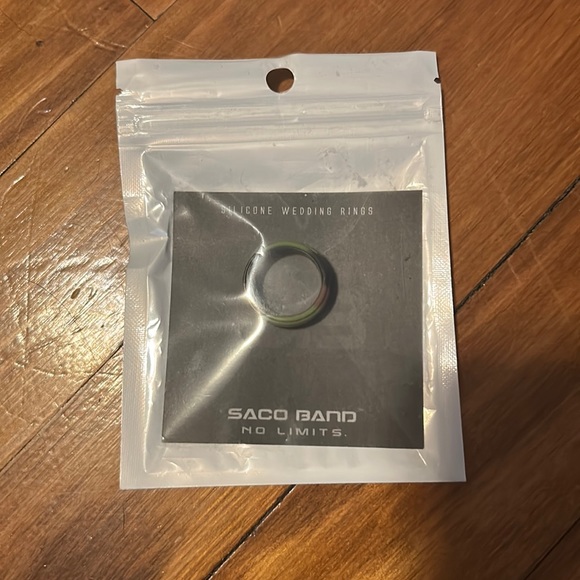 SILICONE WEDDING RINGS
SACO BAND
NO LIMITS.